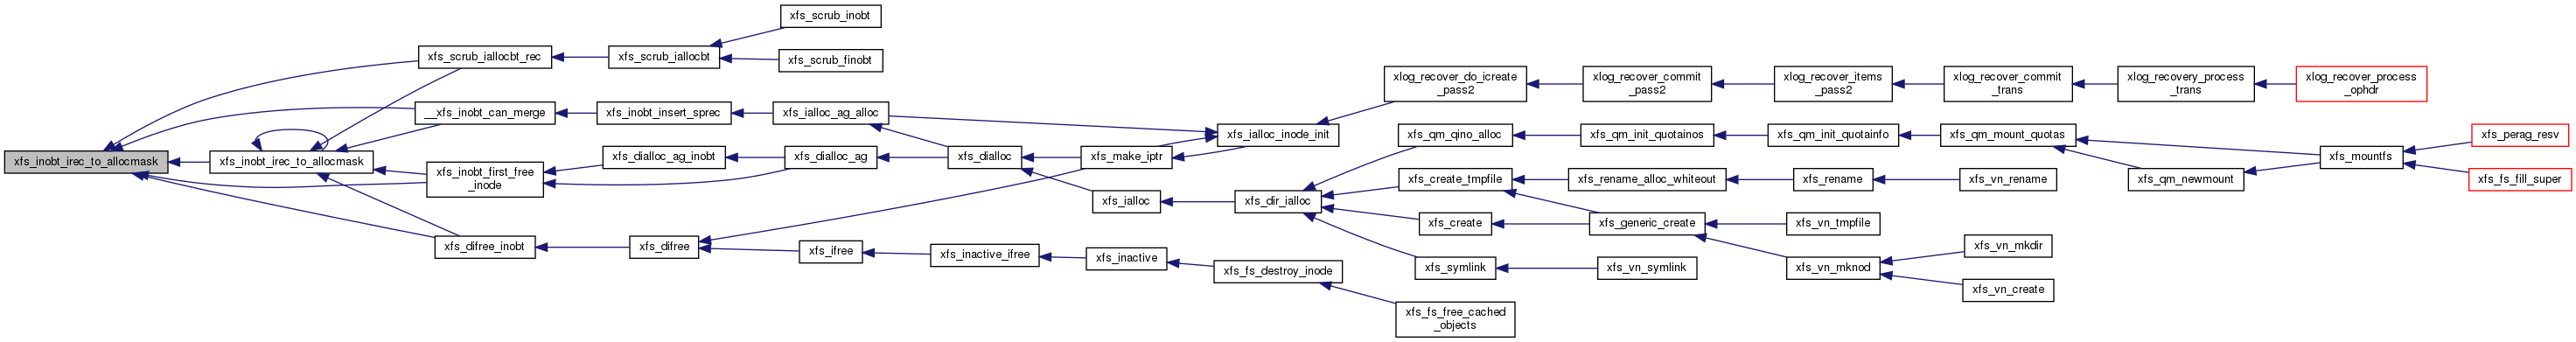 xfs_inobt_irec_to_allocmask
xfs_inobt_irec_to_allocmask
xfs_scrub_iallocbt_rec
__xfs_inobt_can_merge
xfs_inobt_first_free
_inode
xfs_difree_inobt
xfs_scrub_iallocbt
xfs_inobt_insert_sprec
xfs_dialloc_ag_inobt
xfs_difree
xfs_scrub_inobt
xfs_scrub_finobt
xfs_ialloc_ag_alloc
xfs_dialloc_ag
xfs_ifree
xfs_dialloc
xfs_inactive_ifree
xfs_make_iptr
xfs_ialloc
xfs_inactive
xfs_ialloc_inode_init
xfs_dir_ialloc
xfs_fs_destroy_inode
xlog_recover_do_icreate
_pass2
xfs_qm_qino_alloc
xfs_create_tmpfile
xfs_create
xfs_symlink
xfs_fs_free_cached
_objects
xlog_recover_commit
_pass2
xfs_qm_init_quotainos
xfs_rename_alloc_whiteout
xfs_generic_create
xfs_vn_symlink
xlog_recover_items
_pass2
xfs_qm_init_quotainfo
xfs_rename
xfs_vn_tmpfile
xfs_vn_mknod
xlog_recover_commit
_trans
xfs_qm_mount_quotas
xfs_vn_rename
xfs_vn_mkdir
xfs_vn_create
xlog_recovery_process
_trans
xfs_qm_newmount
xlog_recover_process
_ophdr
xfs_mountfs
xfs_perag_resv
xfs_fs_fill_super